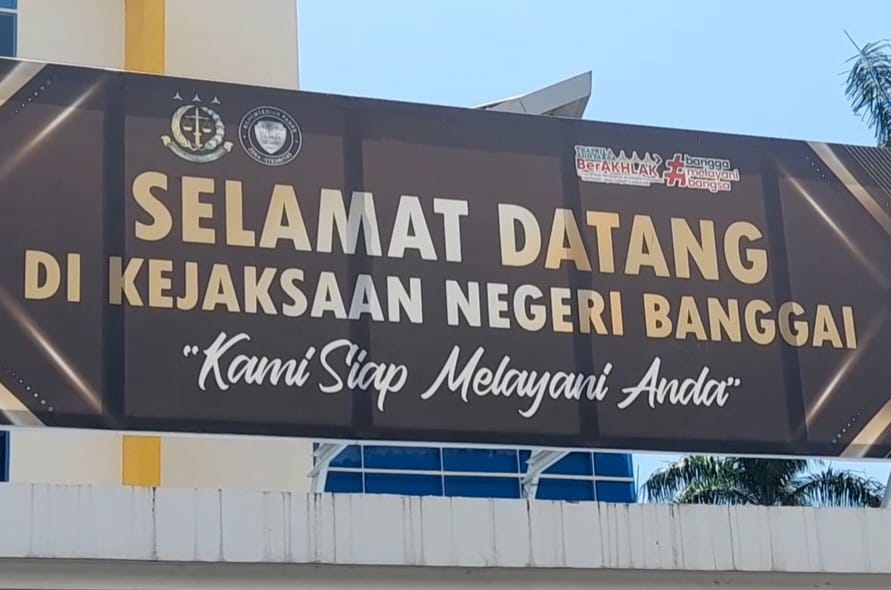 BerAKHLAK
#bangga
melayani
bangsa
SELAMAT DATANG
DI KEJAKSAAN NEGERI BANGGAI
"Kami Siap Melayani Anda"